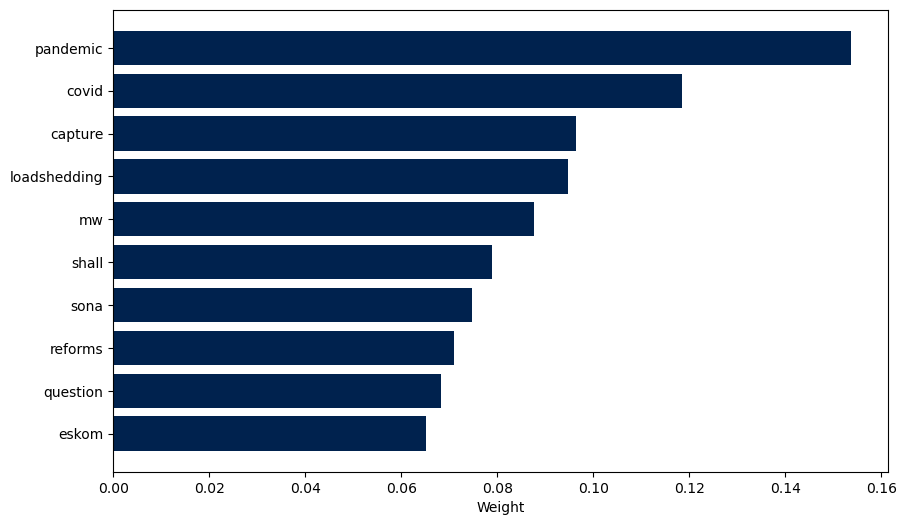 pandemic
covid
capture
loadshedding
mw
shall
sona
reforms
question
eskom
0.00 0.02 0.04 0.06 0.08 0.10 0.12 0.14 0.16
Weight